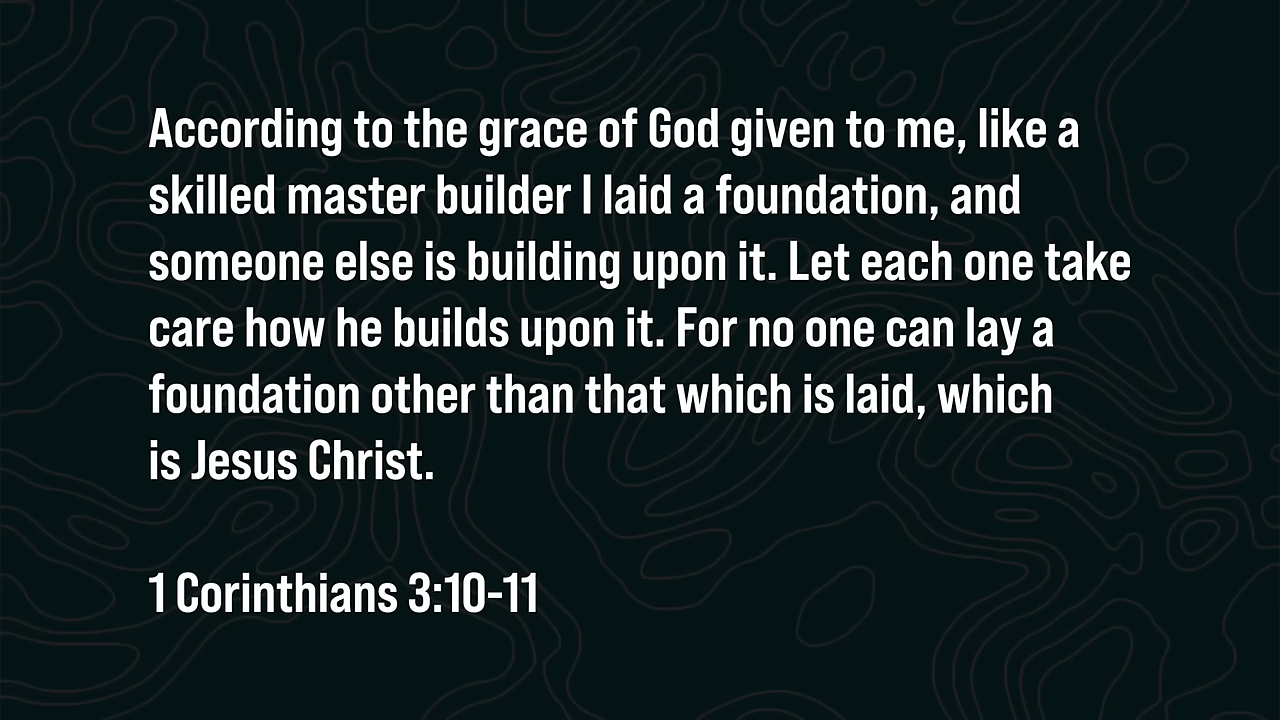 According to the grace of God given to me, like a
skilled master builder I laid a foundation, and
someone else is building upon it. Let each one take
care how he builds upon it. For no one can lay a
foundation other than that which is laid, which
is Jesus Christ.
1 Corinthians 3:10-11